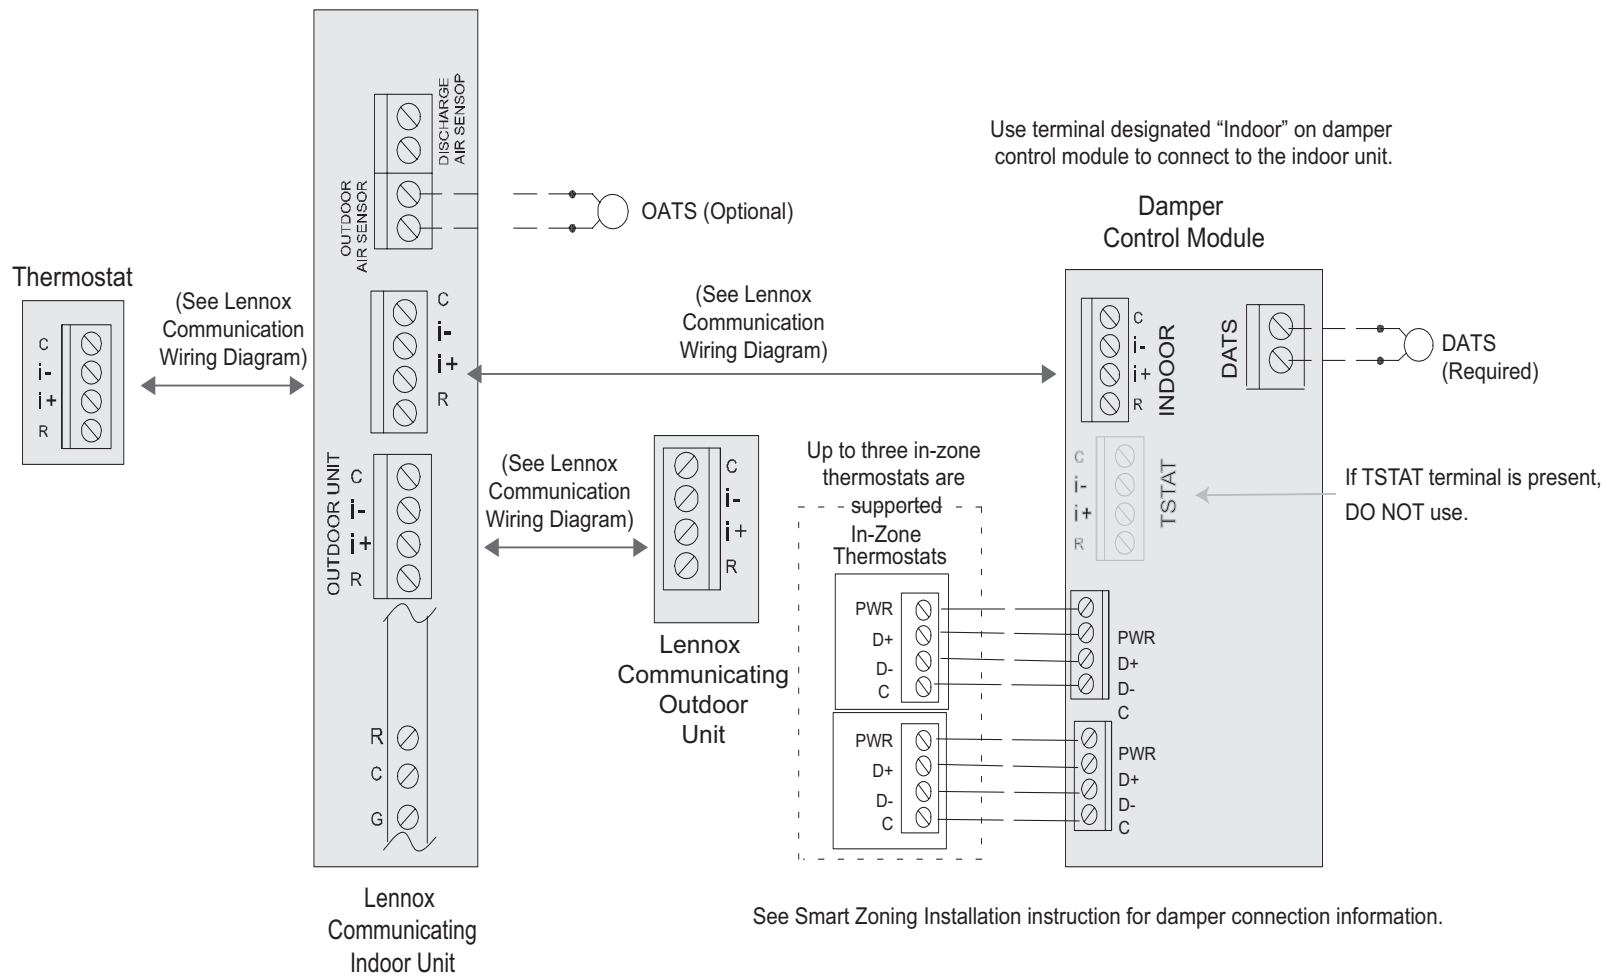 DISCHARGE
AIR SENSOP
OUTDOOR
AIR SENSOR
OATS (Optional)
Use terminal designated “Indoor” on damper
control module to connect to the indoor unit.
Damper
Control Module
Thermostat
C
i-
i+
R
(See Lennox
Communication
Wiring Diagram)
C
i-
i+
R
(See Lennox
Communication
Wiring Diagram)
C
i-
i+
R
INDOOR
DATS
DATS
(Required)
OUTDOOR UNIT
C
i-
i+
R
(See Lennox
Communication
Wiring Diagram)
C
i-
i+
R
Lennox
Communicating
Outdoor
Unit
Up to three in-zone
thermostats are
supported
In-Zone
Thermostats
C
i-
i+
R
TSTAT
If TSTAT terminal is present,
DO NOT use.
PWR
D+
D-
C
PWR
D+
D-
C
PWR
D+
D-
C
PWR
D+
D-
C
R
C
G
Lennox
Communicating
Indoor Unit
See Smart Zoning Installation instruction for damper connection information.